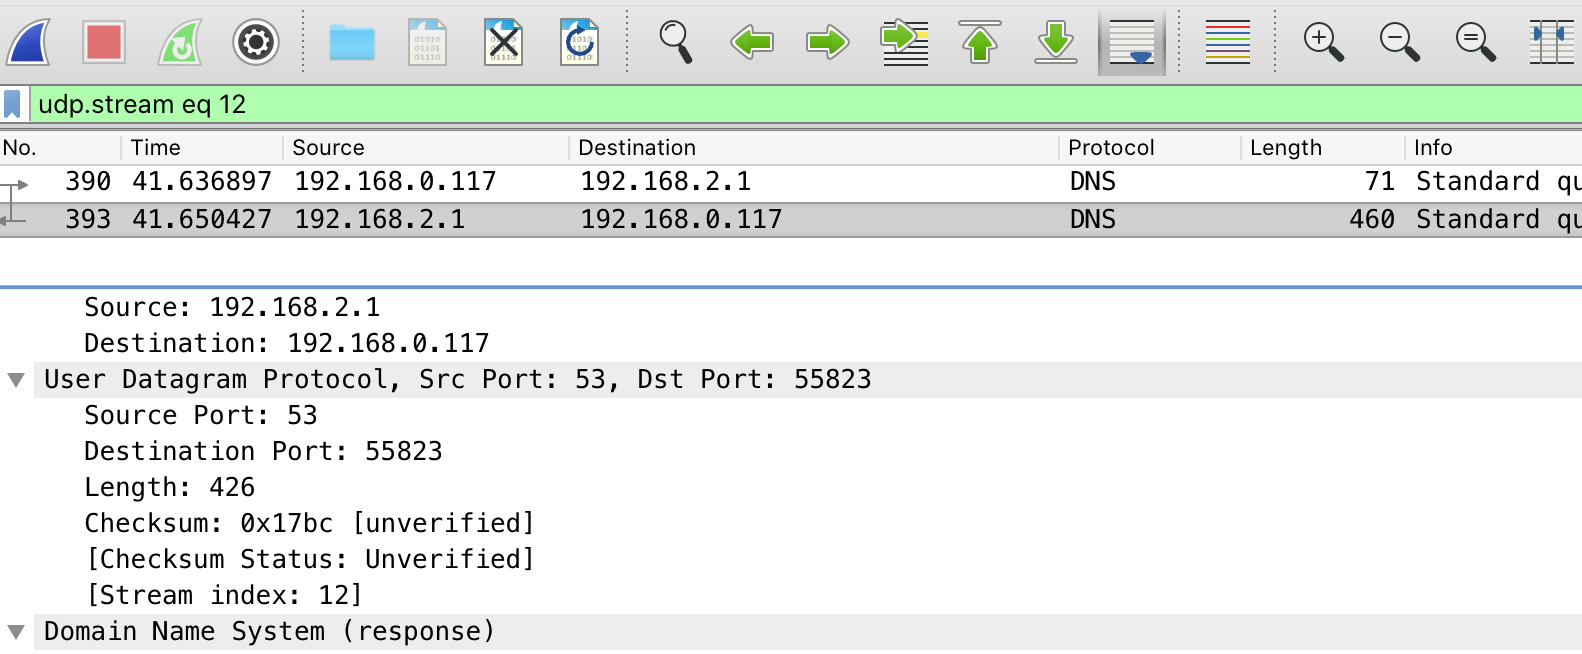 udp.stream eq 12
No. Time Source Destination Protocol Length Info
390 41.636897 192.168.0.117 192.168.2.1 DNS 71 Standard
393 41.650427 192.168.2.1 192.168.0.117 DNS 460 Standard
Source: 192.168.2.1
Destination: 192.168.0.117
User Datagram Protocol, Src Port: 53, Dst Port: 55823
Source Port: 53
Destination Port: 55823
Length: 426
Checksum: 0x17bc [unverified]
[Checksum Status: Unverified]
[Stream index: 12]
Domain Name System (response)